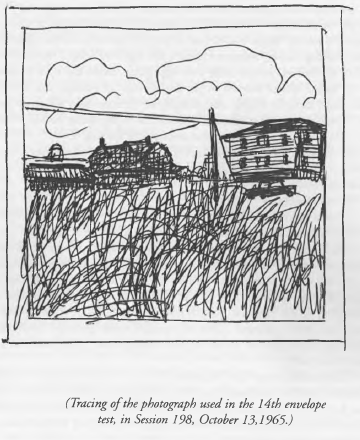 (Tracing of the photograph used in the 14th envelope
test, in Session 198, October 13,1965.)